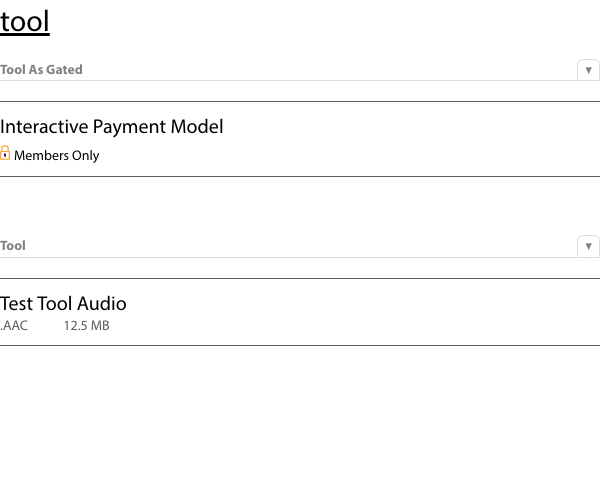 tool
Tool As Gated
▼
Interactive Payment Model
Members Only
Tool
▼
Test Tool Audio
.AAC 12.5 MB